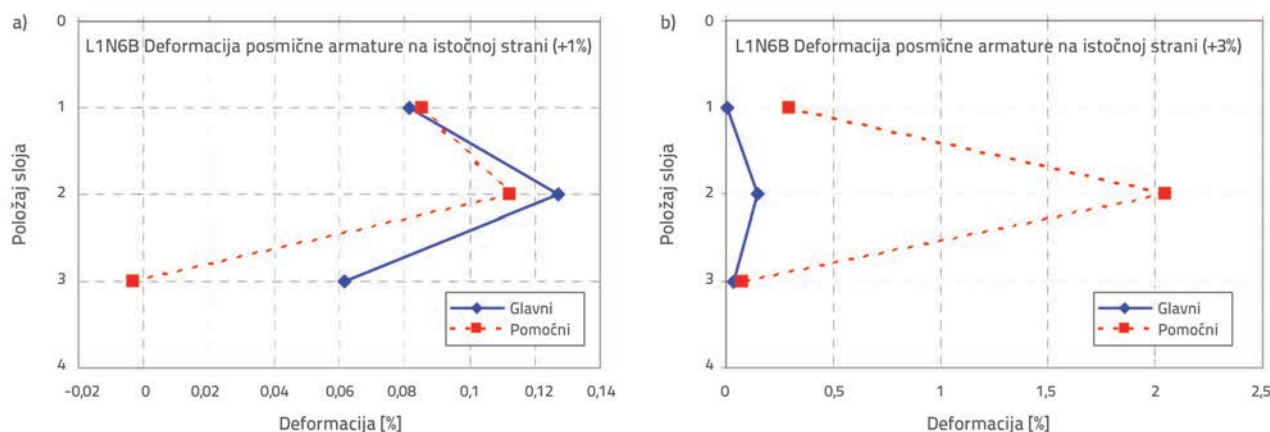 a)
L1N6B Deformacija posmične armature na istočnoj strani (+1%)
0
1
2
3
4
Položaj sloja
Glavni
Pomoćni
-0,02 0 0,02 0,04 0,06 0,08 0,1 0,127 0,14
Deformacija [%]
b)
L1N6B Deformacija posmične armature na istočnoj strani (+3%)
0
1
2
3
4
Položaj sloja
Glavni
Pomoćni
0 0,5 1 1,5 2 2,5
Deformacija [%]